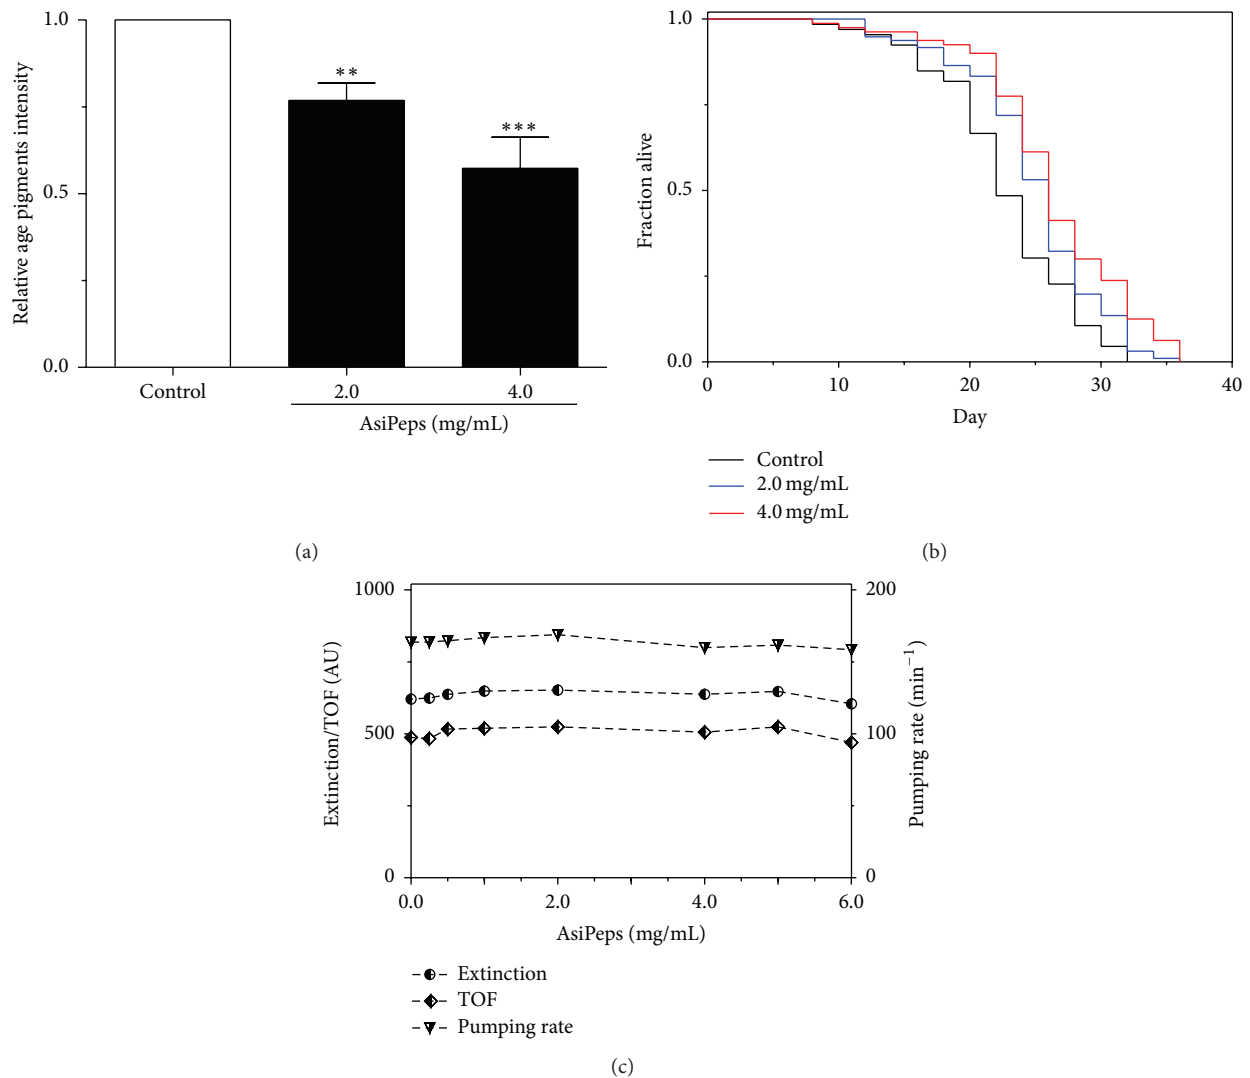 Relative age pigments intensity
1.0
0.5
0.0
**
***
Control
2.0
4.0
AsiPeps (mg/mL)
(a)
Fraction alive
1.0
0.5
0.0
0
10
20
30
40
Day
Control
2.0 mg/mL
4.0 mg/mL
(b)
Extinction/TOF (AU)
1000
500
0
200
100
0
Pumping rate (min⁻¹)
0.0
2.0
4.0
6.0
AsiPeps (mg/mL)
Extinction
TOF
Pumping rate
(c)